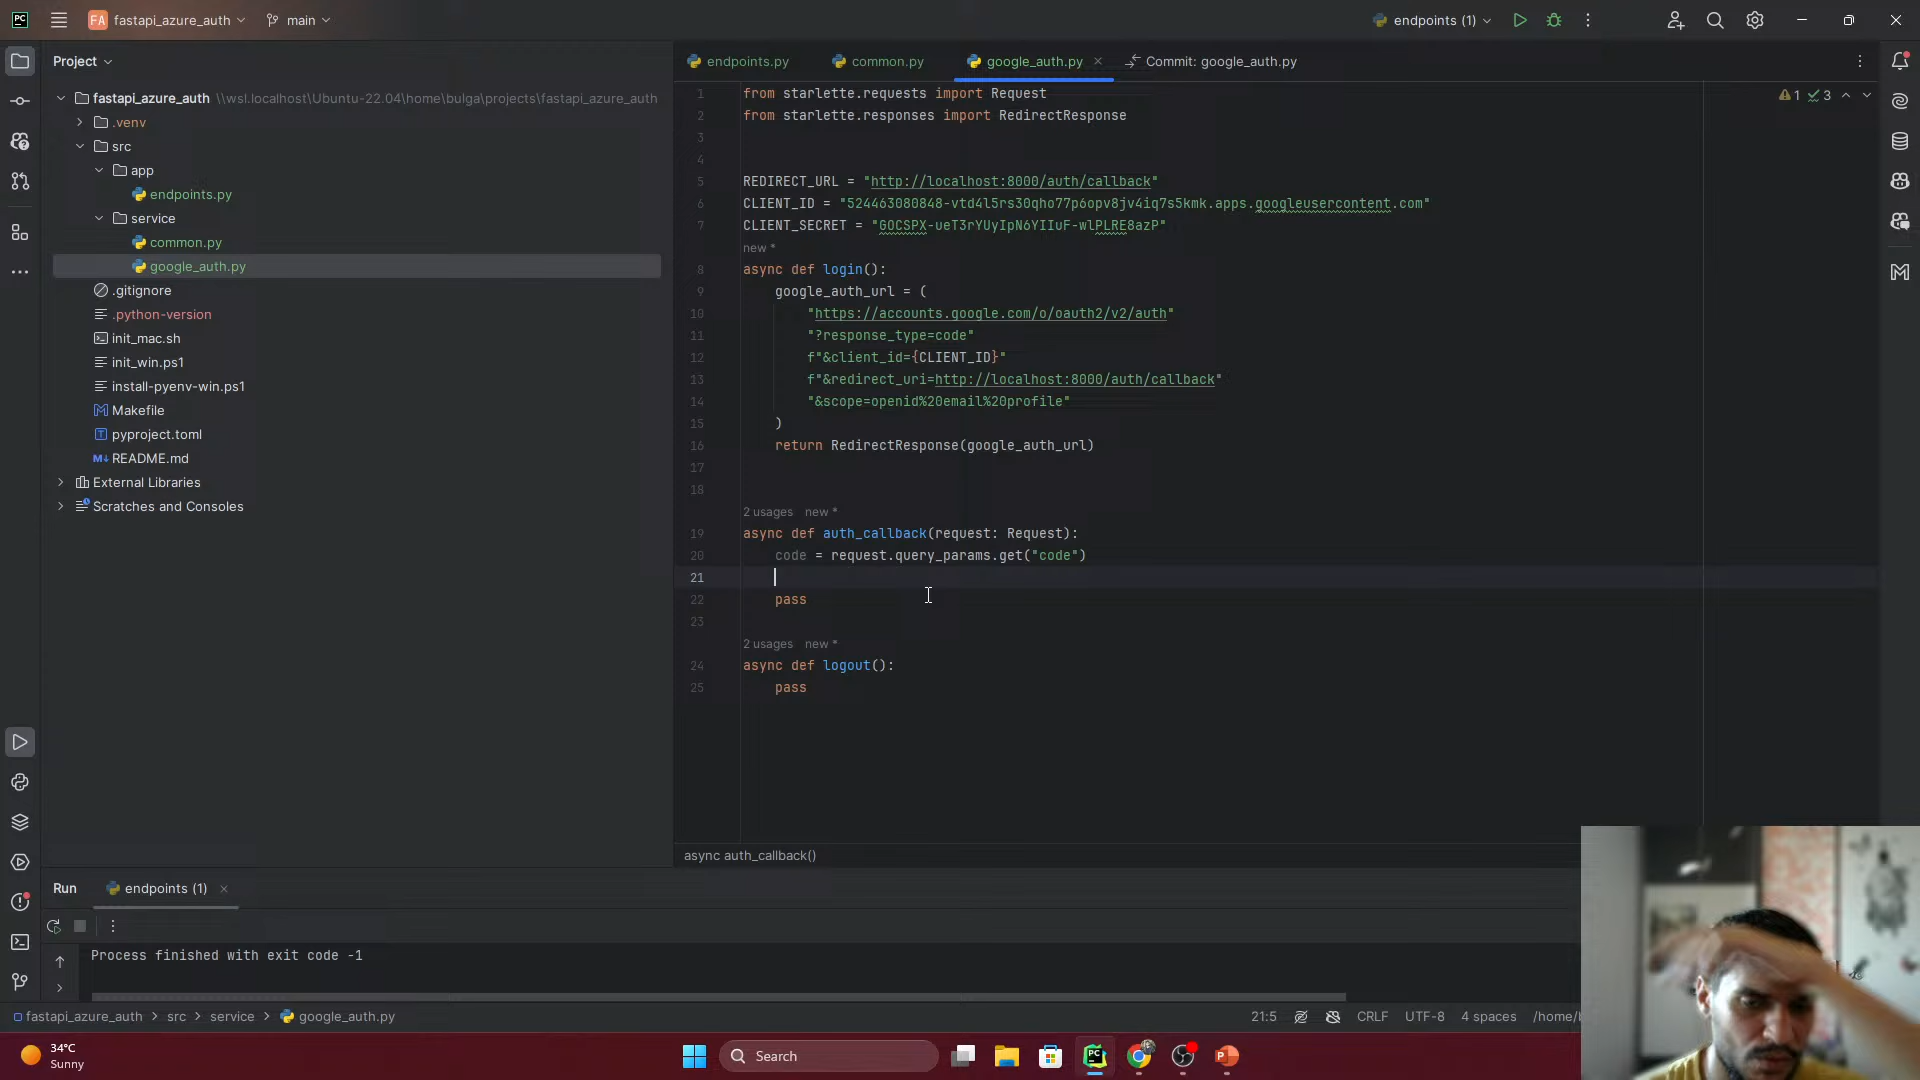 FA fastapi_azure_auth main
endpoints (1)
Project
fastapi_azure_auth \\wsl.localhost\Ubuntu-22.04\home\bulga\projects\fastapi_azure_auth
.venv
src
app
endpoints.py
service
common.py
google_auth.py
.gitignore
.python-version
init_mac.sh
init_win.ps1
install-pyenv-win.ps1
Makefile
pyproject.toml
README.md
External Libraries
Scratches and Consoles
endpoints.py common.py google_auth.py Commit: google_auth.py
1 3
1 from starlette.requests import Request
2 from starlette.responses import RedirectResponse
3
4
5 REDIRECT_URL = "http://localhost:8000/auth/callback"
6 CLIENT_ID = "524463080848-vtd4l5rs30qho77p6opv8jv4iq7s5kmk.apps.googleusercontent.com"
7 CLIENT_SECRET = "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"
new *
8 async def login():
9 google_auth_url = (
10 "https://accounts.google.com/o/oauth2/v2/auth"
11 "?response_type=code"
12 f"&client_id={CLIENT_ID}"
13 f"&redirect_uri=http://localhost:8000/auth/callback"
14 "&scope=openid%20email%20profile"
15 )
16 return RedirectResponse(google_auth_url)
17
18
2 usages new *
19 async def auth_callback(request: Request):
20 code = request.query_params.get("code")
21
22 pass
23
2 usages new *
24 async def logout():
25 pass
async auth_callback()
Run endpoints (1)
Process finished with exit code -1
fastapi_azure_auth > src > service > google_auth.py
21:5 CRLF UTF-8 4 spaces /home/b
34°C
Sunny
Search